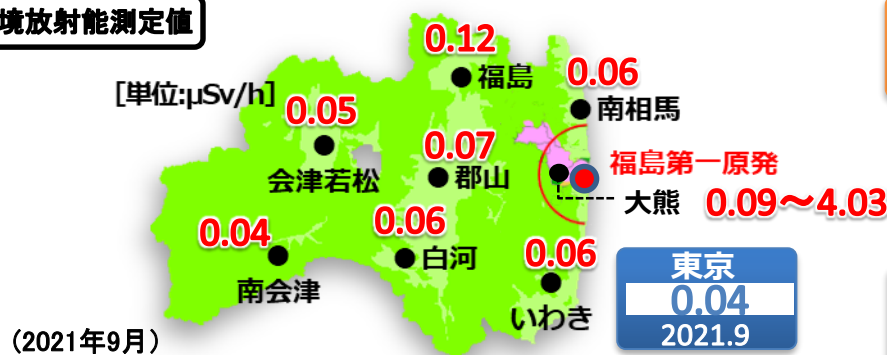 境放射能測定値
[単位:μSv/h]
0.12
福島
0.06
南相馬
0.05
会津若松
0.07
郡山
福島第一原発
大熊 0.09～4.03
0.04
南会津
0.06
白河
0.06
いわき
東京
0.04
2021.9
（2021年9月）